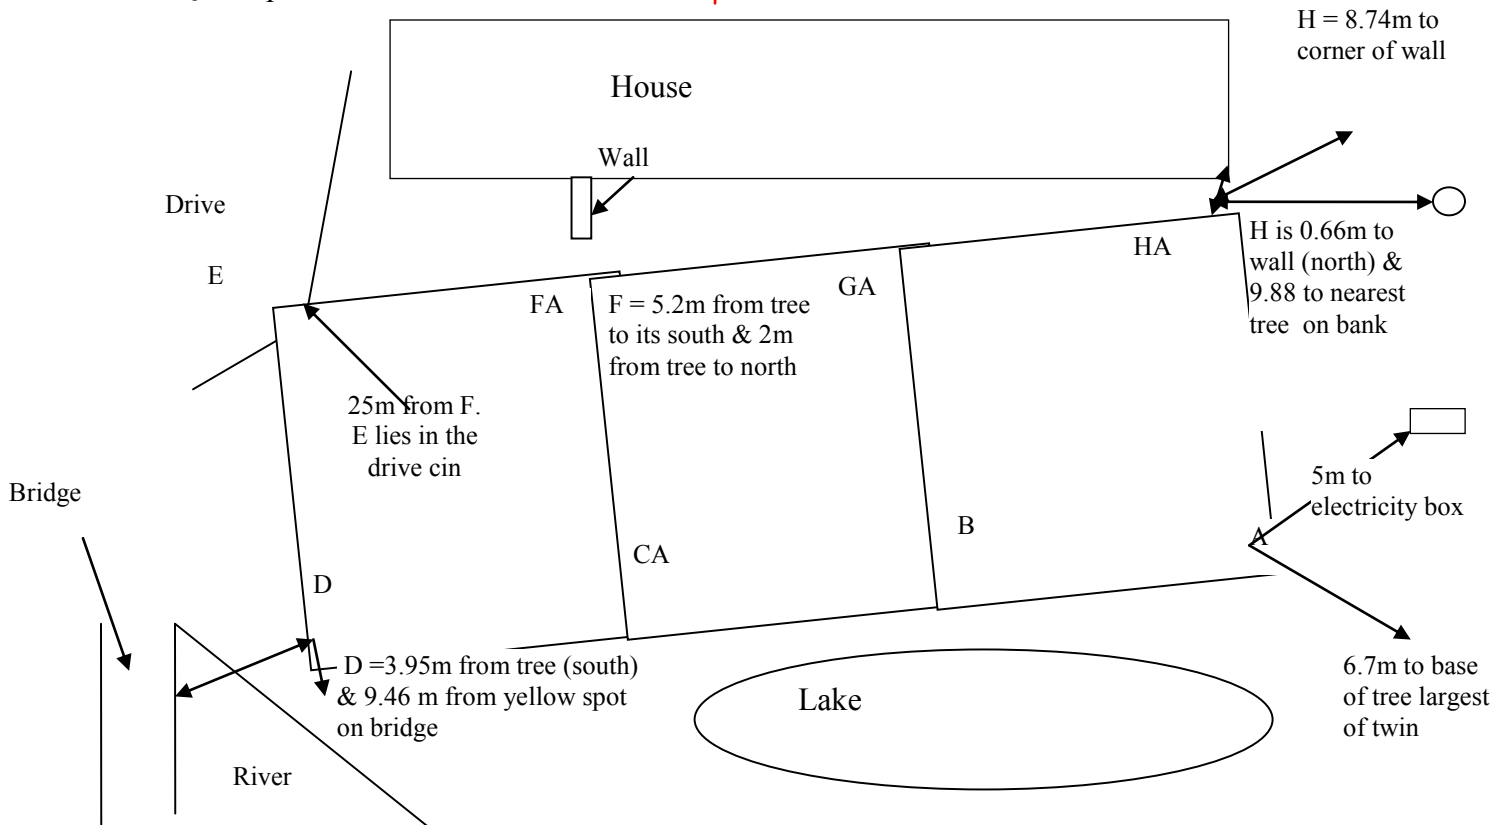 H = 8.74m to
corner of wall
House
Wall
Drive
E
H is 0.66m to
wall (north) &
9.88 to nearest
tree on bank
HA
GA
FA
F = 5.2m from tree
to its south & 2m
from tree to north
25m from F.
E lies in the
drive cin
Bridge
5m to
electricity box
A
B
CA
D
D =3.95m from tree (south)
& 9.46 m from yellow spot
on bridge
Lake
6.7m to base
of tree largest
of twin
River